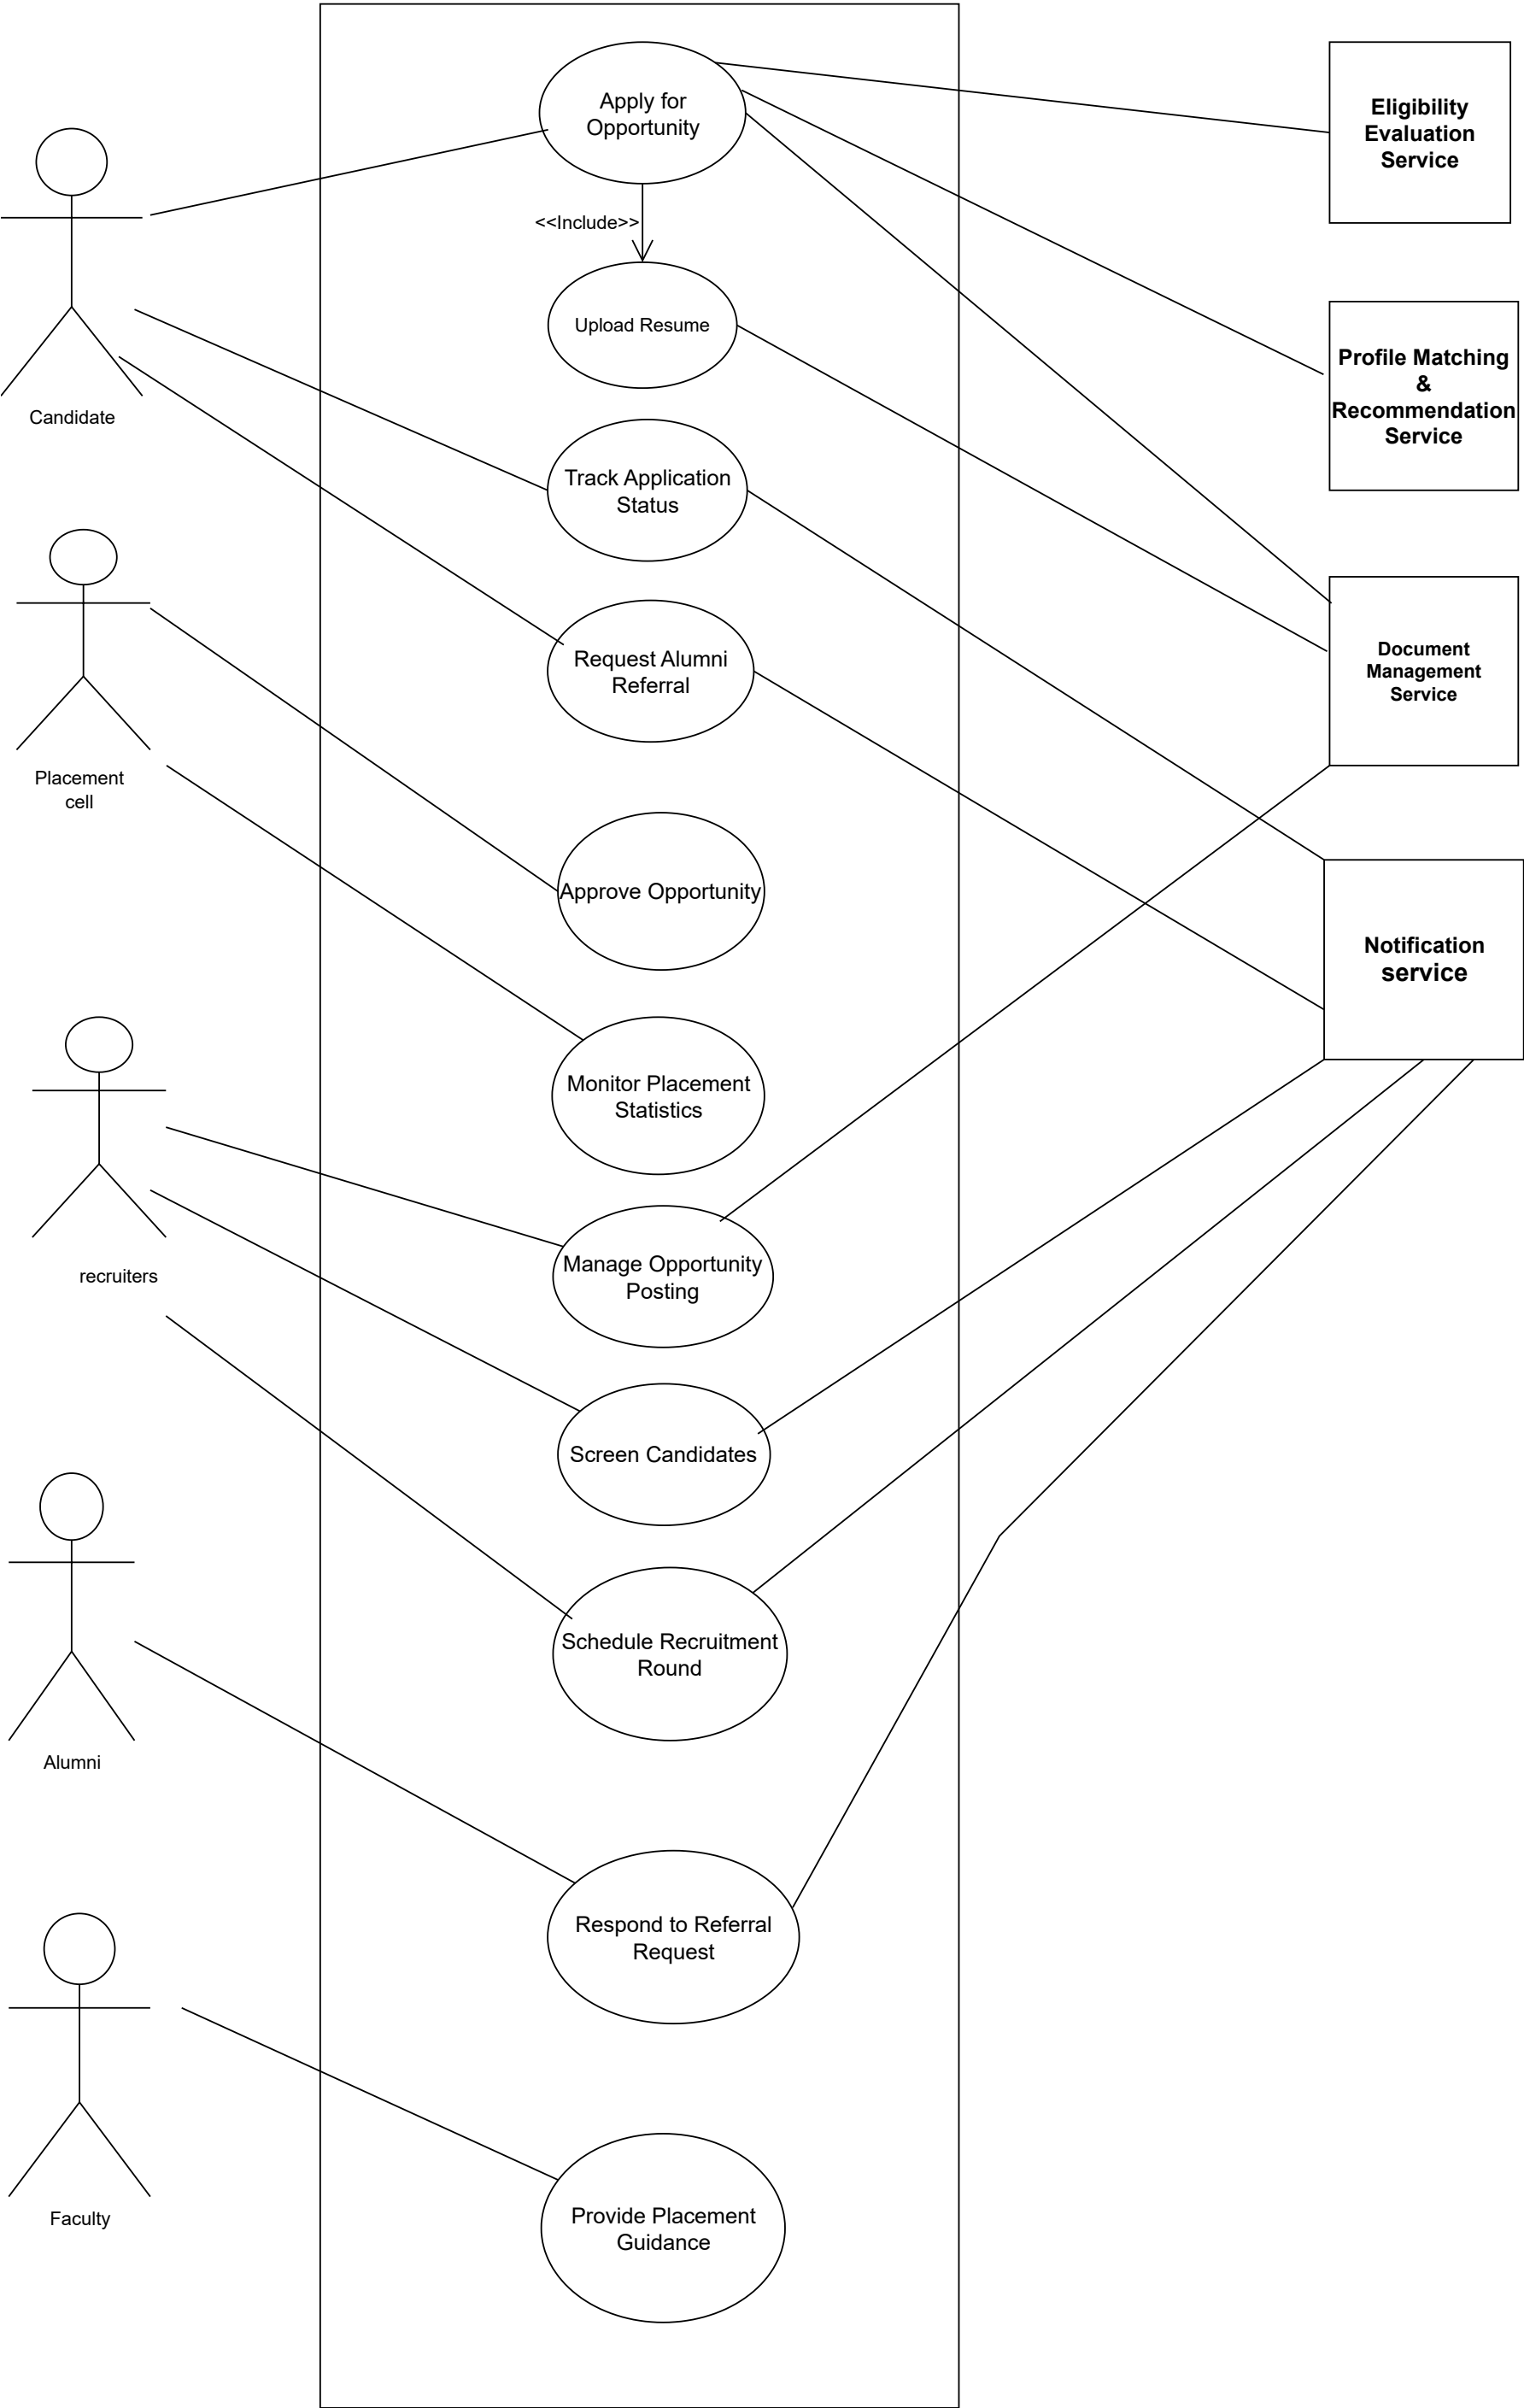 Apply for
Opportunity
Eligibility
Evaluation
Service
<<Include>>
Upload Resume
Profile Matching
&
Recommendation
Service
Candidate
Track Application
Status
Request Alumni
Referral
Document
Management
Service
Placement
cell
Approve Opportunity
Notification
service
Monitor Placement
Statistics
Manage Opportunity
Posting
recruiters
Screen Candidates
Schedule Recruitment
Round
Alumni
Respond to Referral
Request
Provide Placement
Guidance
Faculty